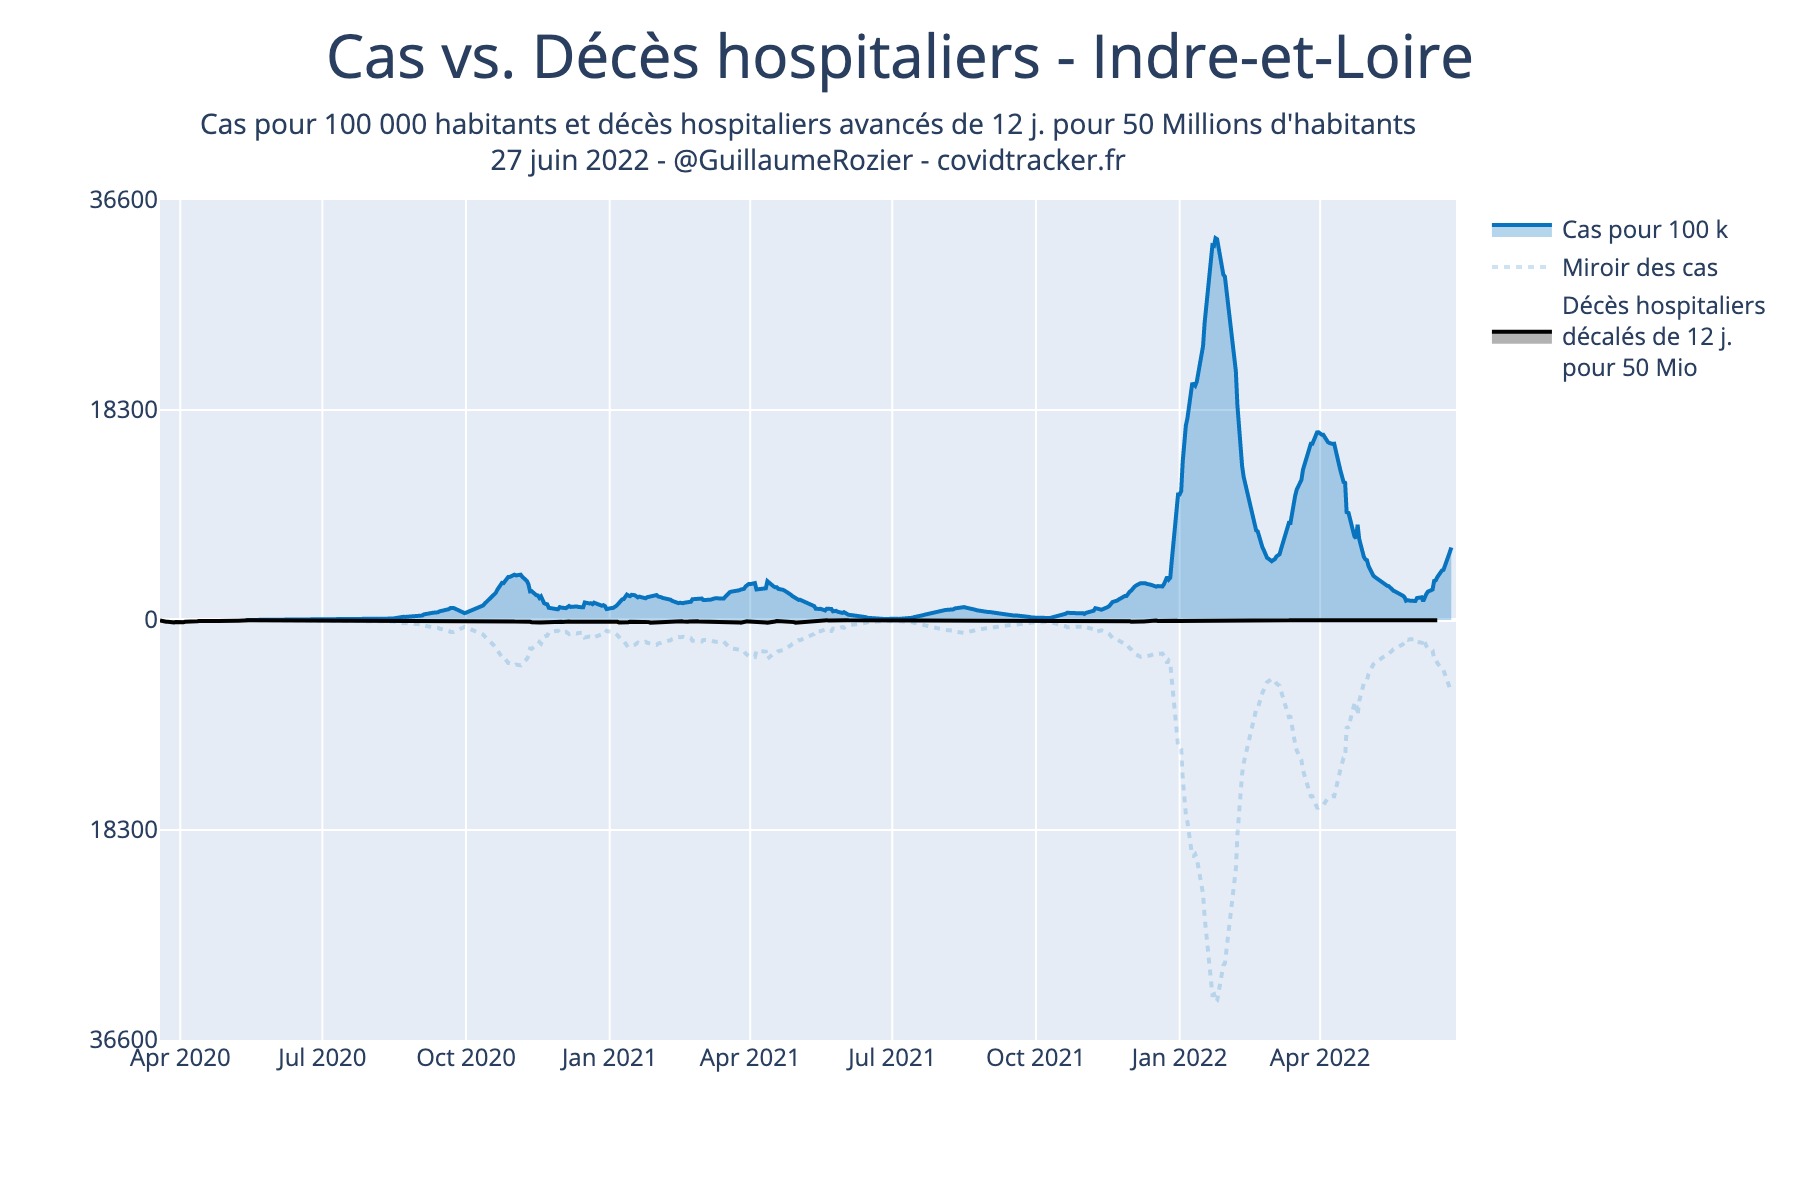 Cas vs. Décès hospitaliers - Indre-et-Loire
Cas pour 100 000 habitants et décès hospitaliers avancés de 12 j. pour 50 Millions d'habitants
27 juin 2022 - @GuillaumeRozier - covidtracker.fr
36600
18300
0
18300
36600
Apr 2020 Jul 2020 Oct 2020 Jan 2021 Apr 2021 Jul 2021 Oct 2021 Jan 2022 Apr 2022
Cas pour 100 k
Miroir des cas
Décès hospitaliers
décalés de 12 j.
pour 50 Mio